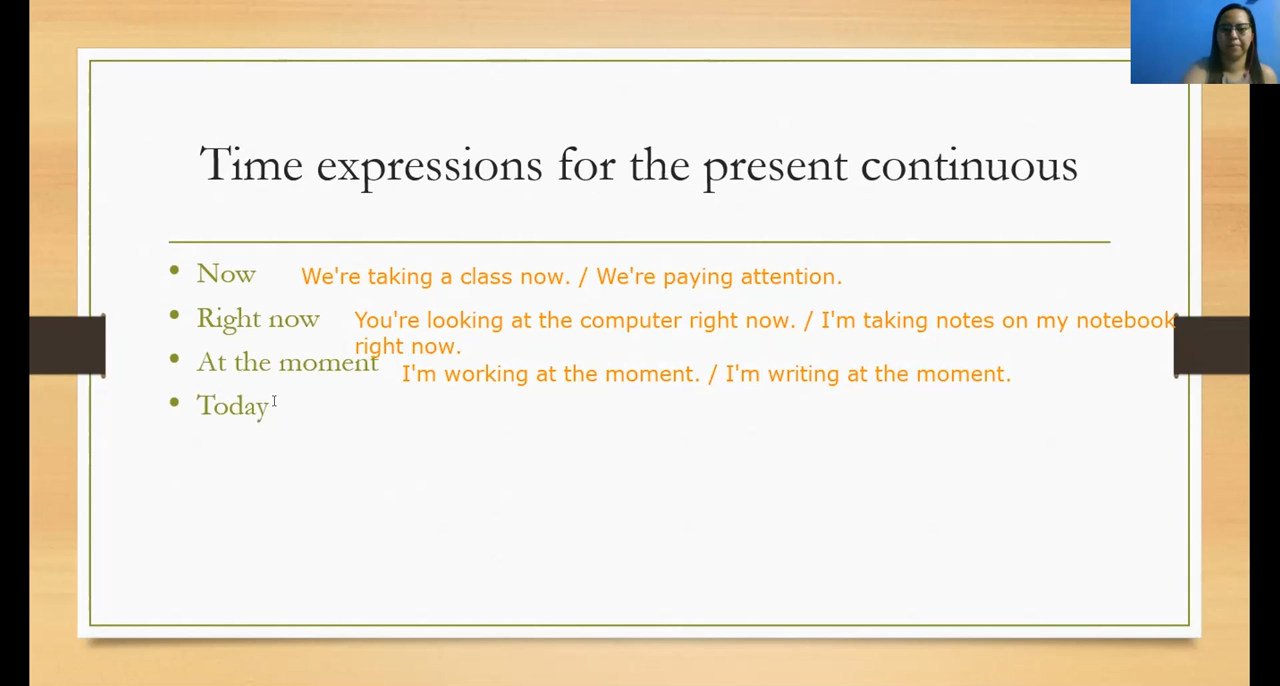 Time expressions for the present continuous
• Now We're taking a class now. / We're paying attention.
• Right now You're looking at the computer right now. / I'm taking notes on my notebook
right now.
• At the moment I'm working at the moment. / I'm writing at the moment.
• Today